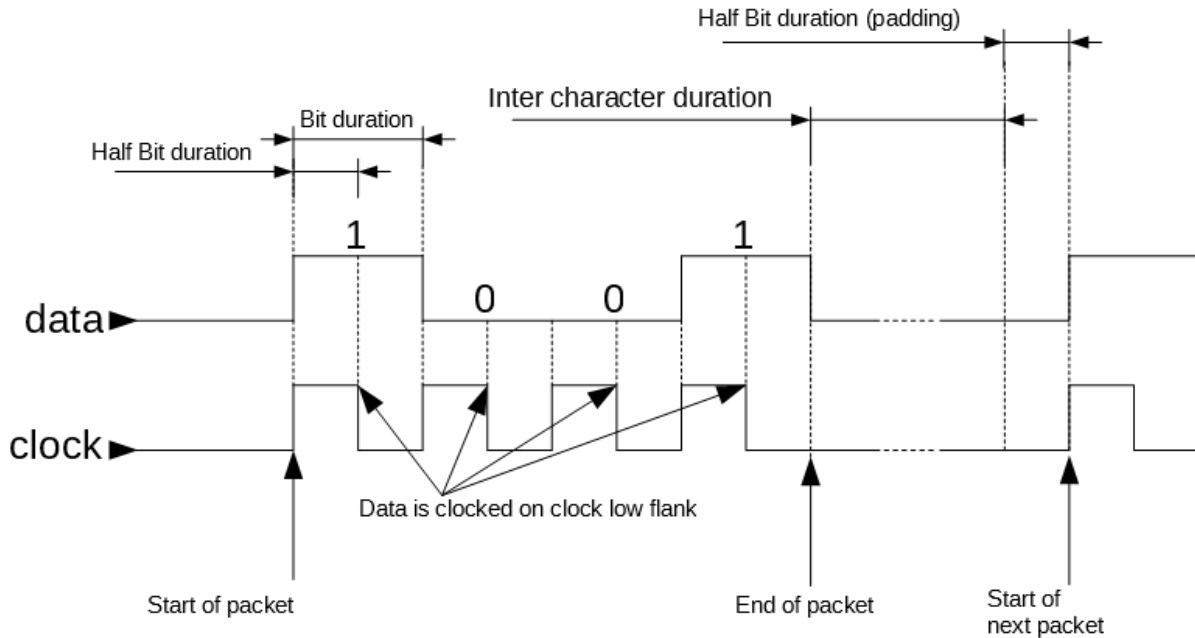 Half Bit duration (padding)
Inter character duration
Bit duration
Half Bit duration
1
1
0
0
data
clock
Data is clocked on clock low flank
Start of packet
End of packet
Start of
next packet